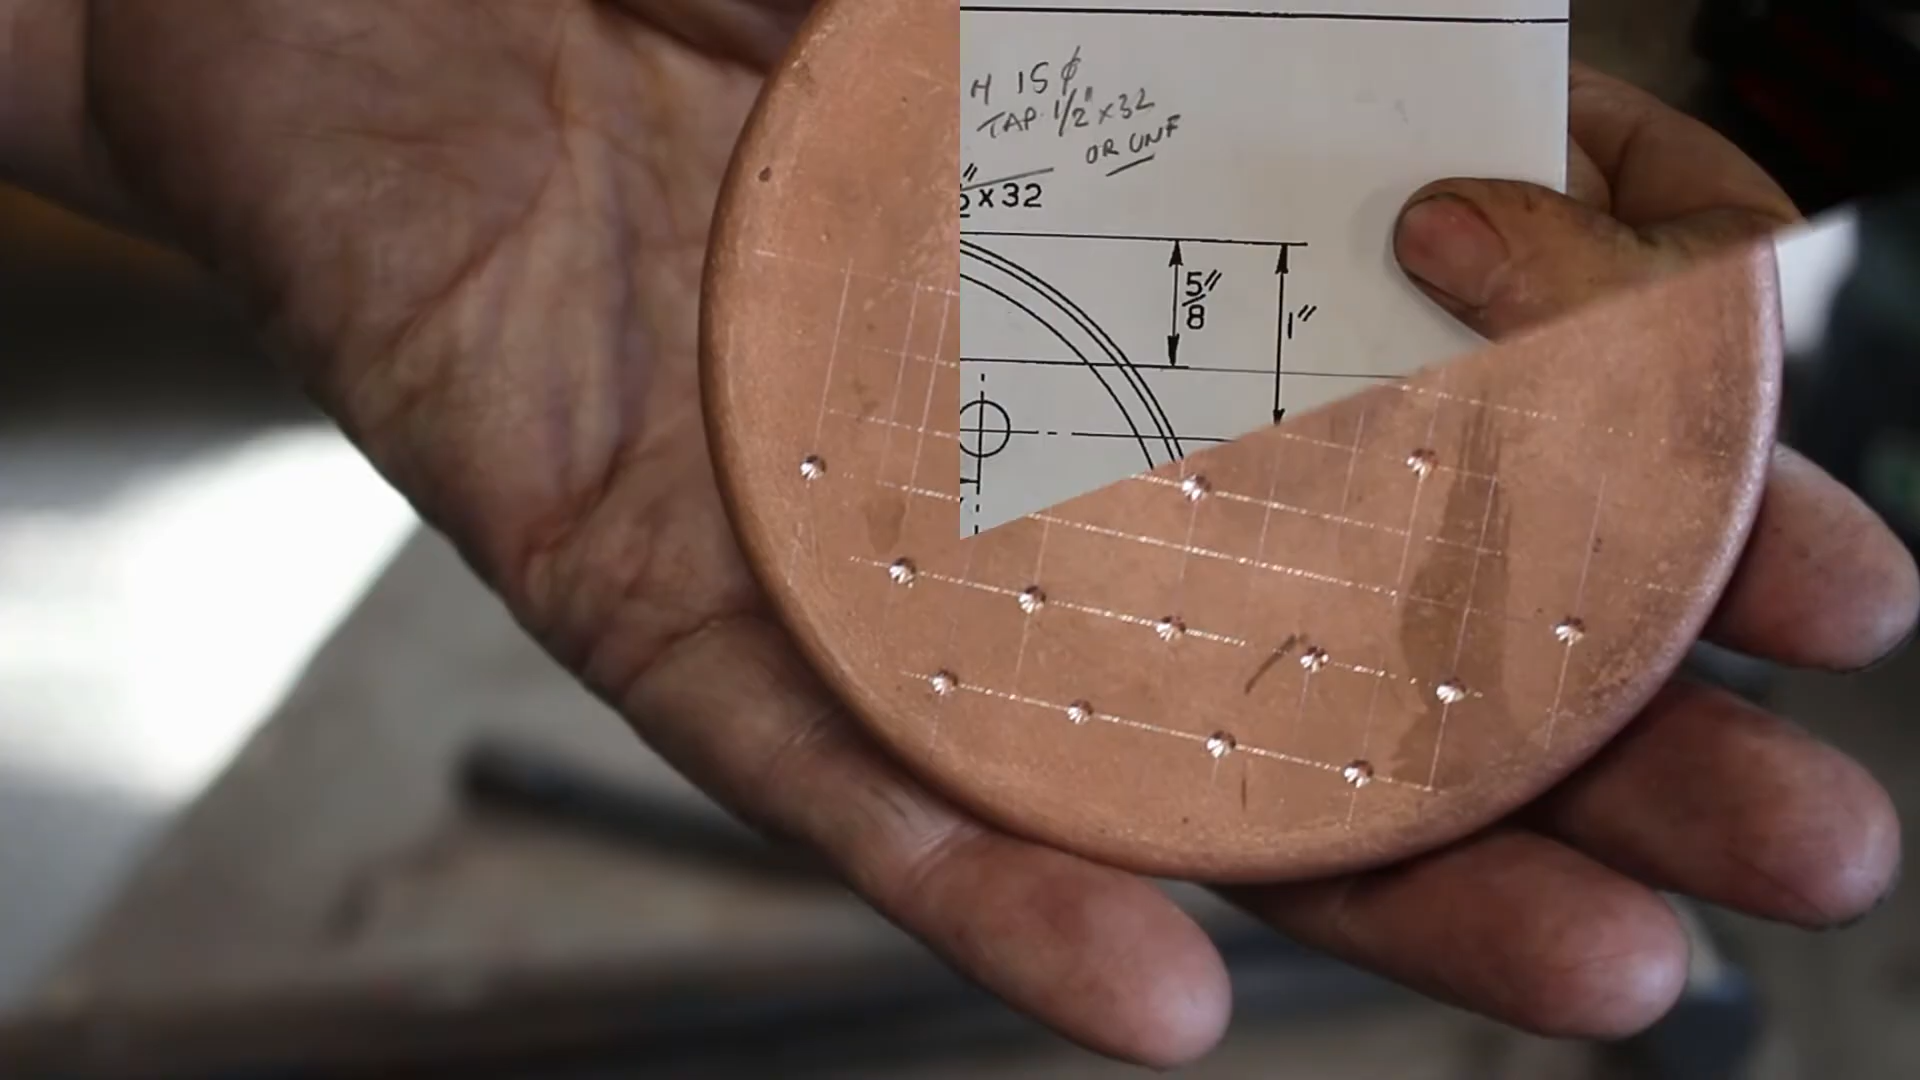 H 15 ϕ
TAP. 1/2" x 32
OR UNF
x 32
5/8"
1"